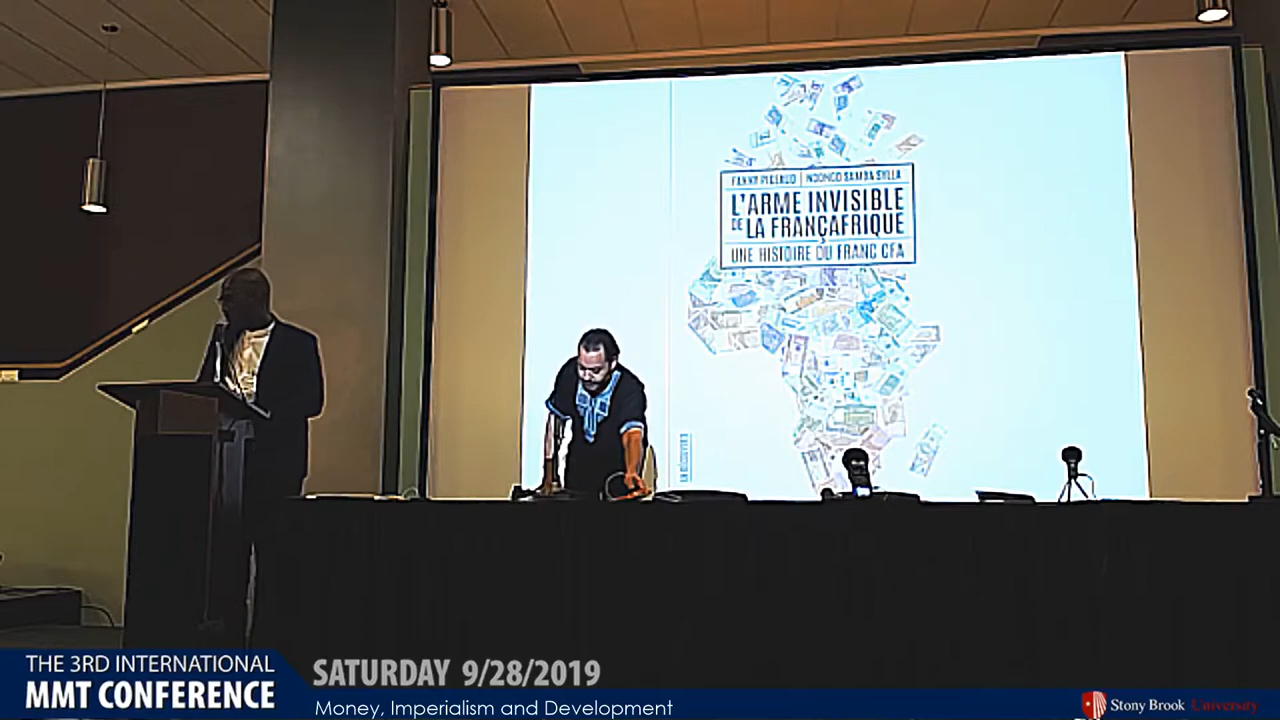 FANNY PIGEAUD | NDONGO SAMBA SYLLA
L'ARME INVISIBLE
DE LA FRANÇAFRIQUE
UNE HISTOIRE DU FRANC CFA
THE 3RD INTERNATIONAL
MMT CONFERENCE
SATURDAY 9/28/2019
Money, Imperialism and Development
Stony Brook University